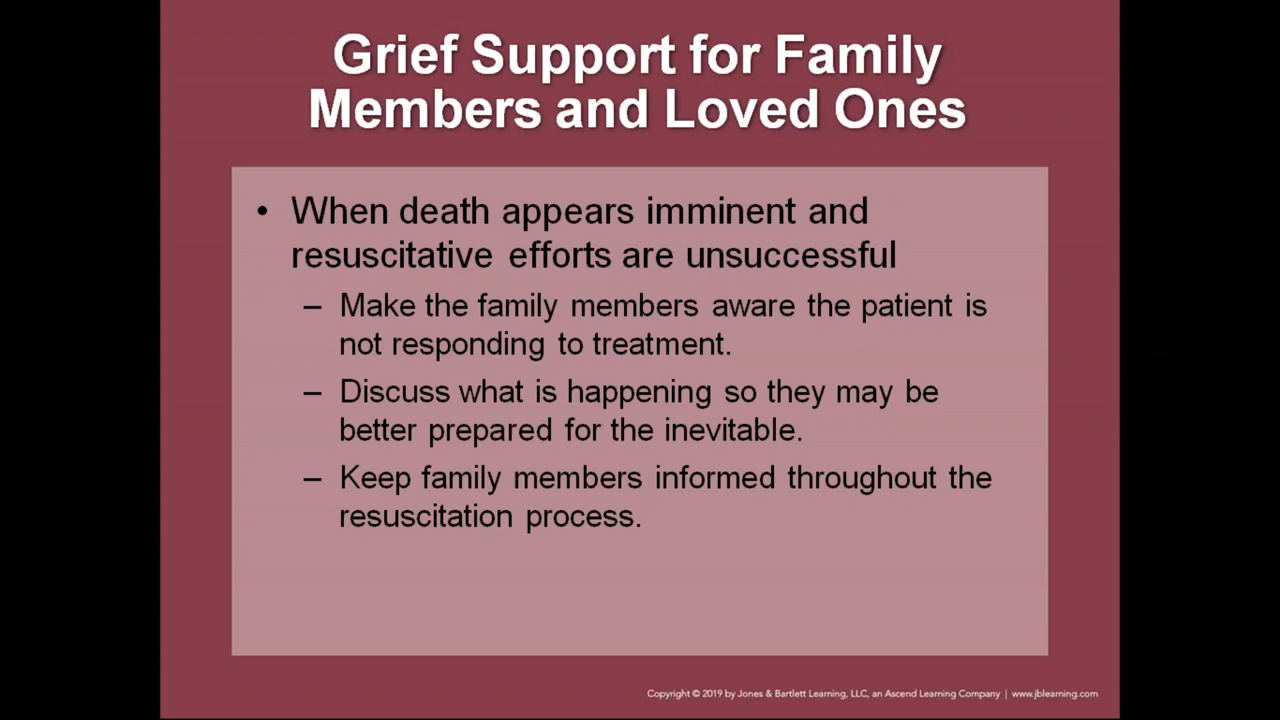 Grief Support for Family
Members and Loved Ones
• When death appears imminent and
resuscitative efforts are unsuccessful
– Make the family members aware the patient is
not responding to treatment.
– Discuss what is happening so they may be
better prepared for the inevitable.
– Keep family members informed throughout the
resuscitation process.
Copyright © 2019 by Jones & Bartlett Learning, LLC, an Ascend Learning Company | www.jblearning.com